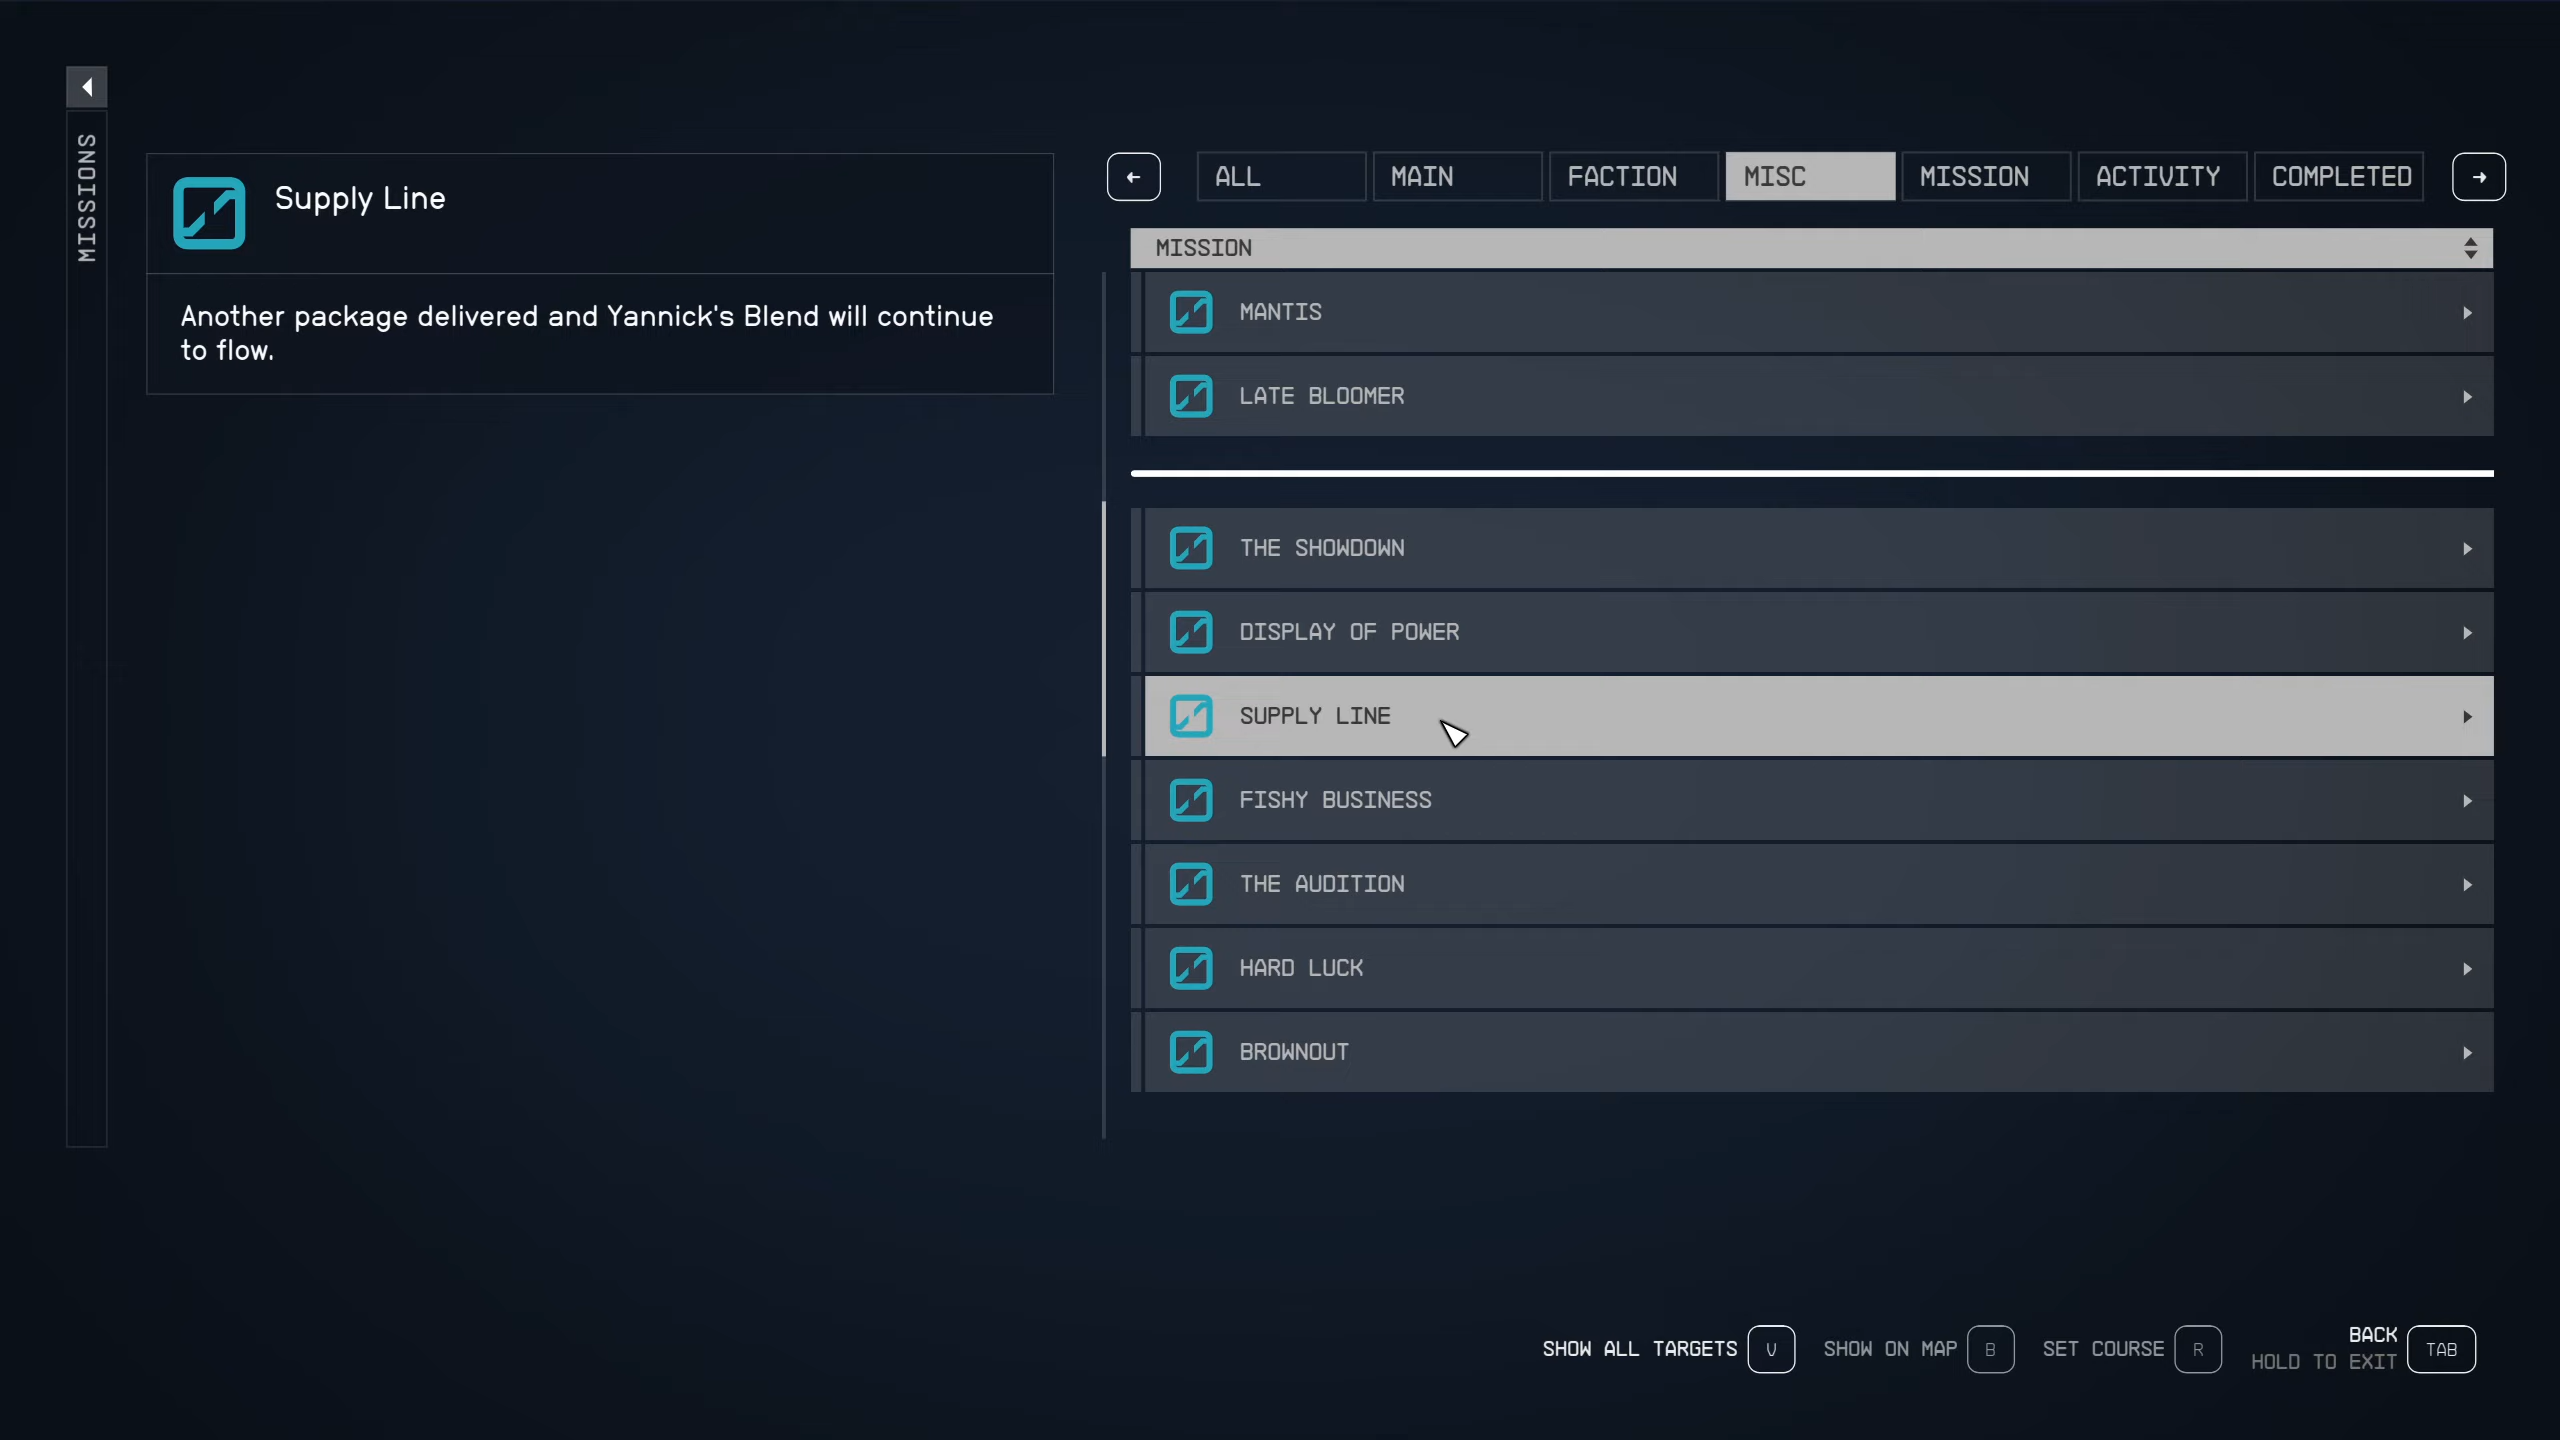 MISSIONS
Supply Line
Another package delivered and Yannick's Blend will continue
to flow.
ALL
MAIN
FACTION
MISC
MISSION
ACTIVITY
COMPLETED
MISSION
MANTIS
LATE BLOOMER
THE SHOWDOWN
DISPLAY OF POWER
SUPPLY LINE
FISHY BUSINESS
THE AUDITION
HARD LUCK
BROWNOUT
SHOW ALL TARGETS V
SHOW ON MAP B
SET COURSE R
BACK
HOLD TO EXIT
TAB